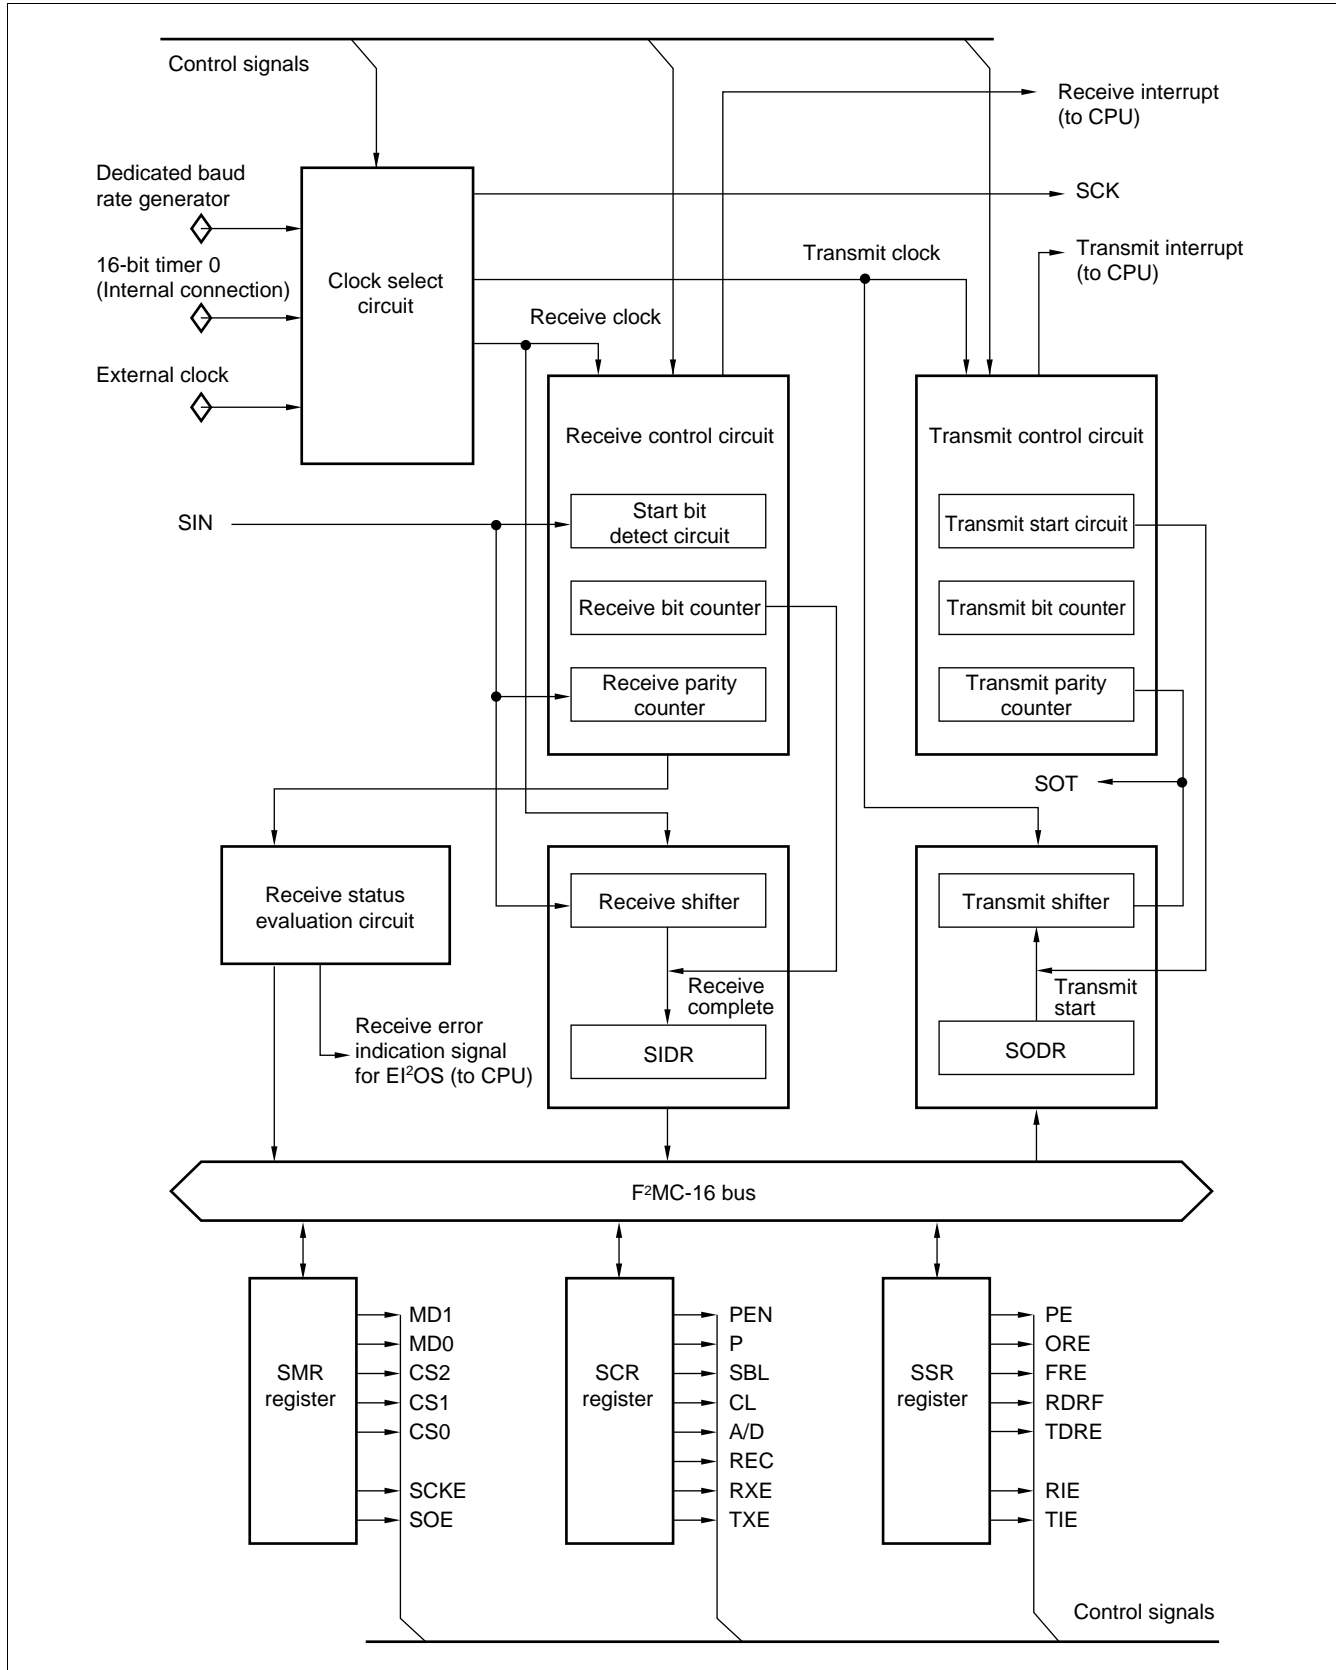 Control signals
Receive interrupt
(to CPU)
Dedicated baud
rate generator
SCK
Transmit clock
Transmit interrupt
(to CPU)
16-bit timer 0
(Internal connection)
Clock select
circuit
Receive clock
External clock
Receive control circuit
Transmit control circuit
SIN
Start bit
detect circuit
Transmit start circuit
Receive bit counter
Transmit bit counter
Receive parity
counter
Transmit parity
counter
SOT
Receive status
evaluation circuit
Receive shifter
Transmit shifter
Receive
complete
Transmit
start
Receive error
indication signal
for EI²OS (to CPU)
SIDR
SODR
F²MC-16 bus
SMR
register
MD1
MD0
CS2
CS1
CS0
SCKE
SOE
SCR
register
PEN
P
SBL
CL
A/D
REC
RXE
TXE
SSR
register
PE
ORE
FRE
RDRF
TDRE
RIE
TIE
Control signals